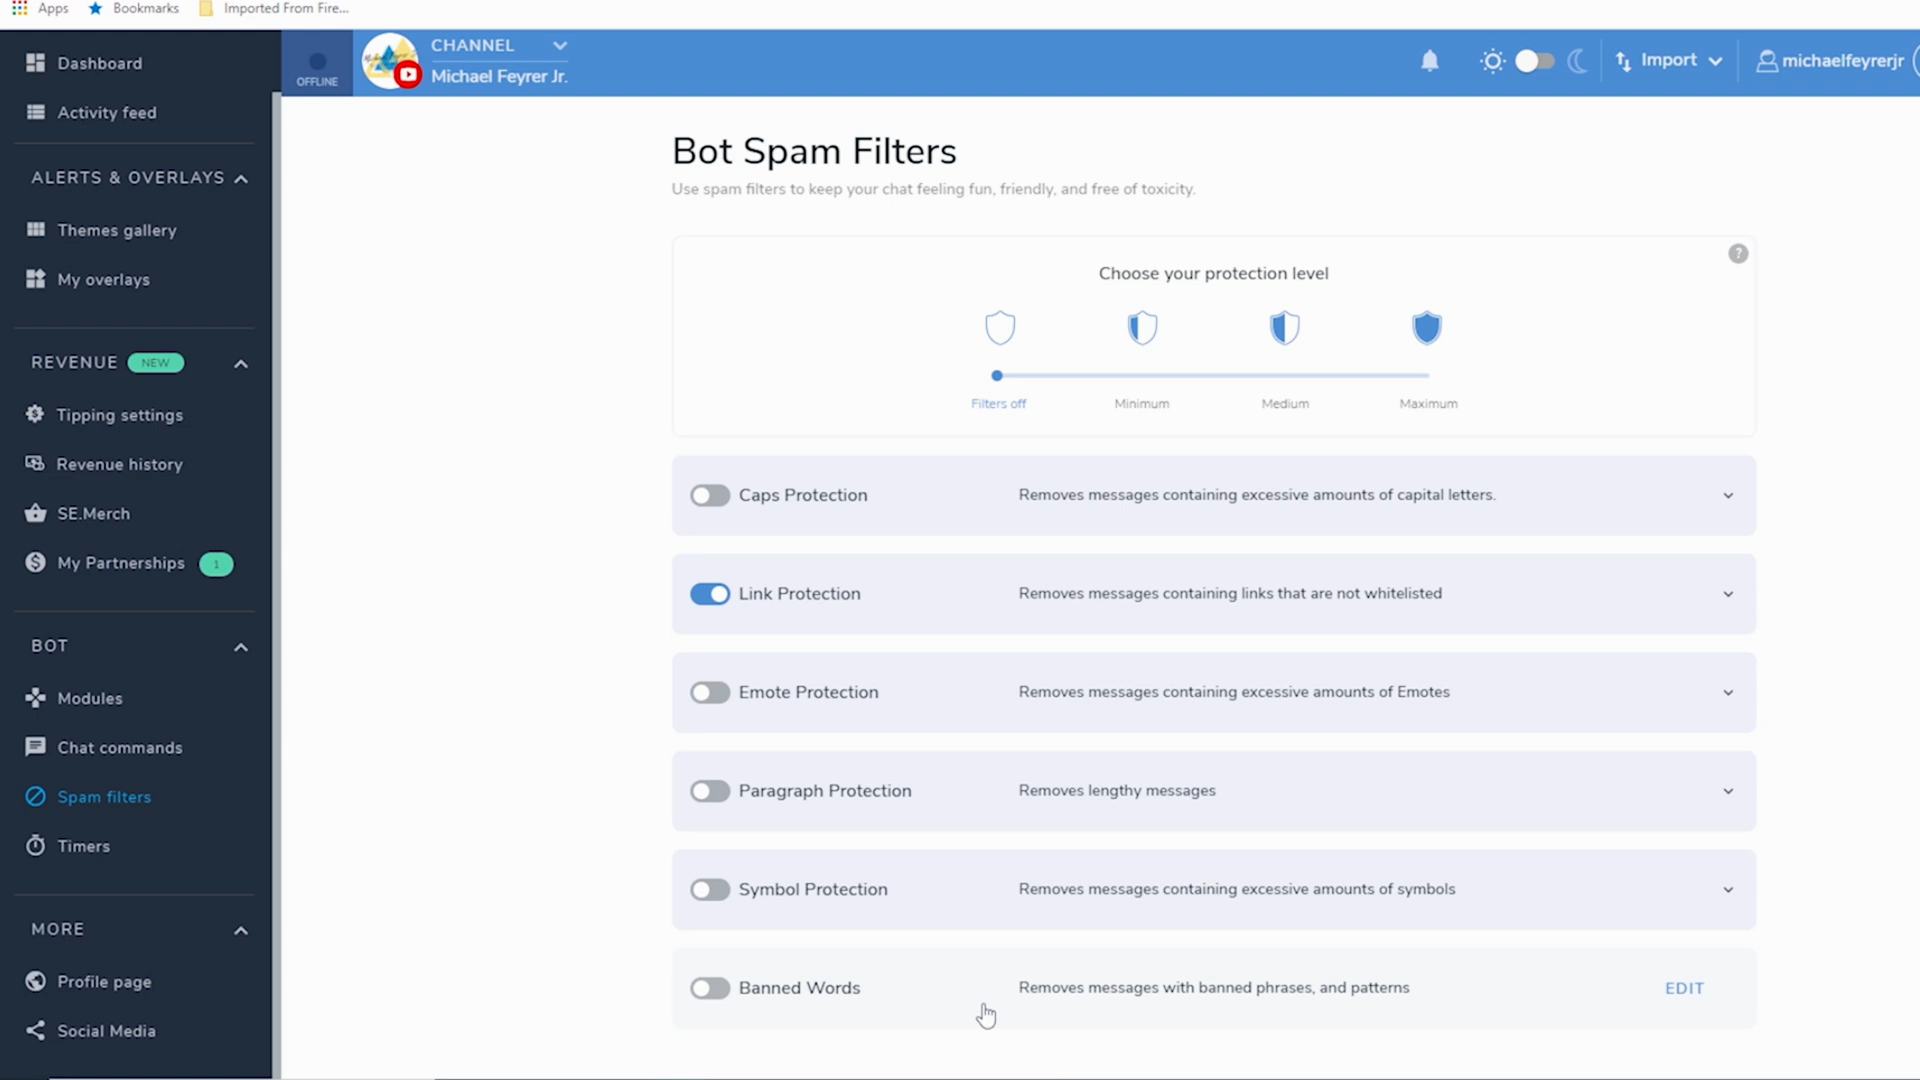 Apps Bookmarks Imported From Fire...
Dashboard
Activity feed
ALERTS & OVERLAYS
Themes gallery
My overlays
REVENUE NEW
Tipping settings
Revenue history
SE.Merch
My Partnerships 1
BOT
Modules
Chat commands
Spam filters
Timers
MORE
Profile page
Social Media
OFFLINE
CHANNEL
Michael Feyrer Jr.
Import
michaelfeyrerjr
Bot Spam Filters
Use spam filters to keep your chat feeling fun, friendly, and free of toxicity.
?
Choose your protection level
Filters off Minimum Medium Maximum
Caps Protection Removes messages containing excessive amounts of capital letters.
Link Protection Removes messages containing links that are not whitelisted
Emote Protection Removes messages containing excessive amounts of Emotes
Paragraph Protection Removes lengthy messages
Symbol Protection Removes messages containing excessive amounts of symbols
Banned Words Removes messages with banned phrases, and patterns EDIT